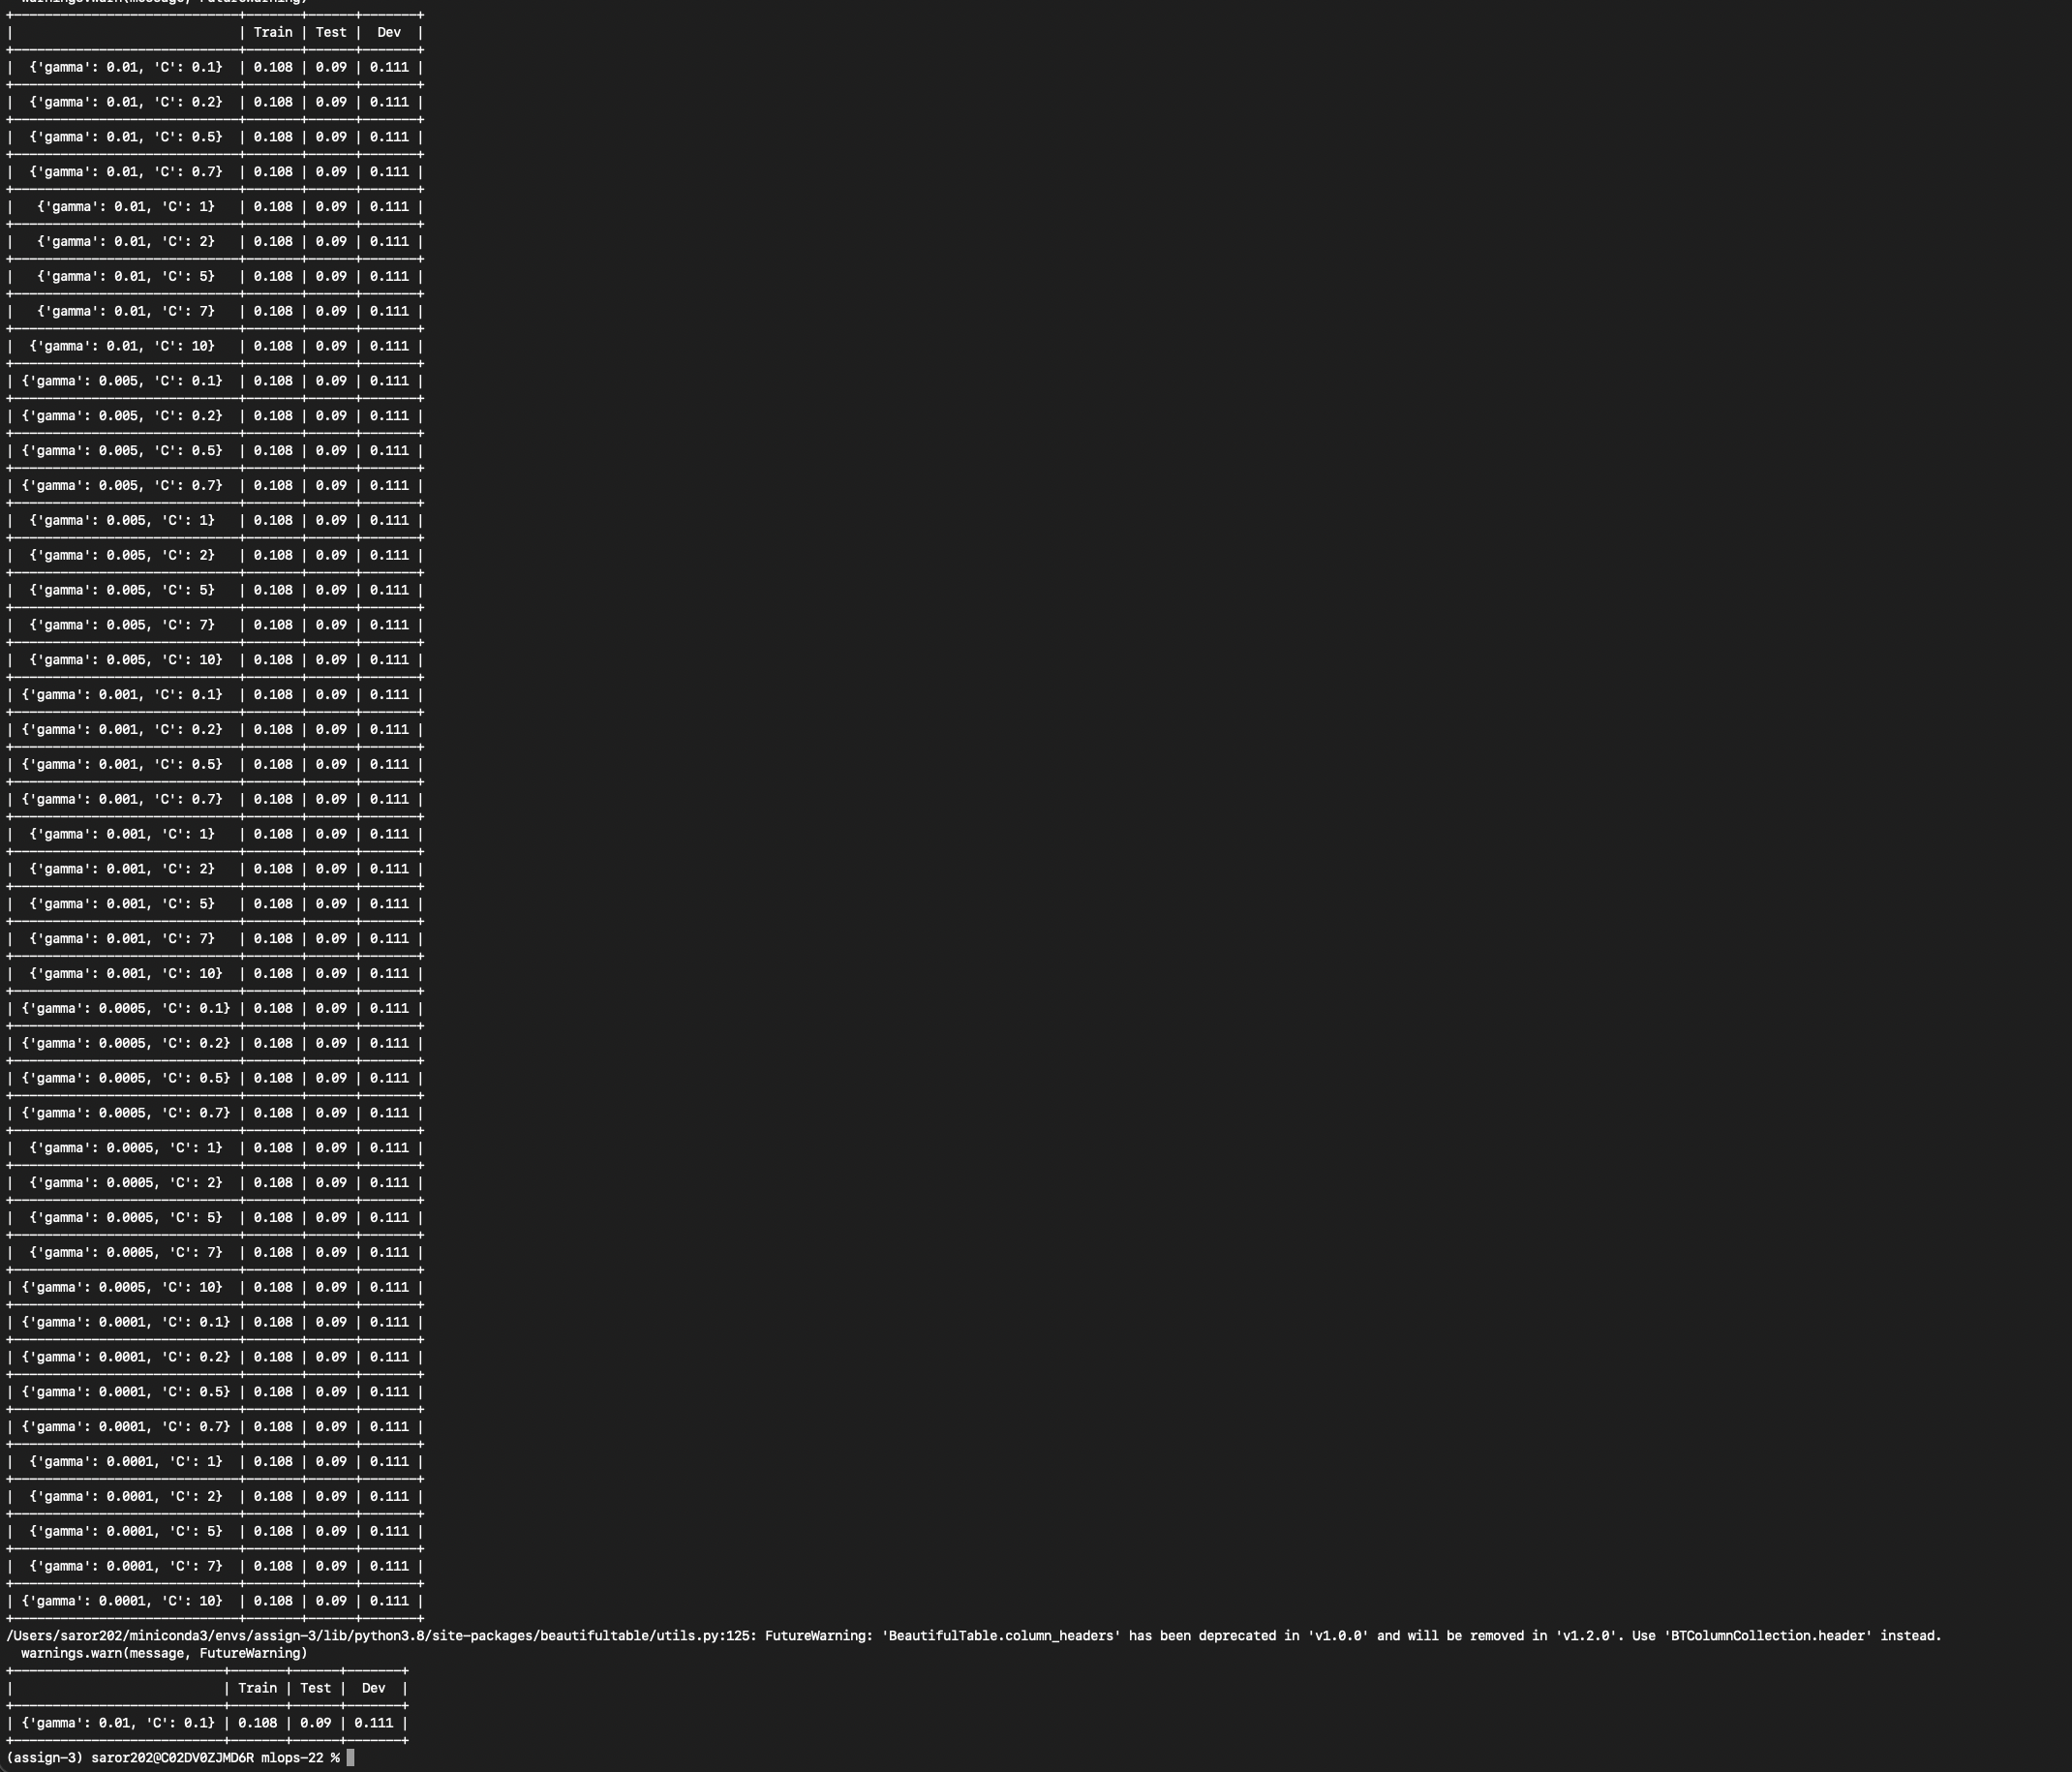 warnings.warn(message, FutureWarning)
| | Train | Test | Dev |
| {'gamma': 0.01, 'C': 0.1} | 0.108 | 0.09 | 0.111 |
| {'gamma': 0.01, 'C': 0.2} | 0.108 | 0.09 | 0.111 |
| {'gamma': 0.01, 'C': 0.5} | 0.108 | 0.09 | 0.111 |
| {'gamma': 0.01, 'C': 0.7} | 0.108 | 0.09 | 0.111 |
| {'gamma': 0.01, 'C': 1} | 0.108 | 0.09 | 0.111 |
| {'gamma': 0.01, 'C': 2} | 0.108 | 0.09 | 0.111 |
| {'gamma': 0.01, 'C': 5} | 0.108 | 0.09 | 0.111 |
| {'gamma': 0.01, 'C': 7} | 0.108 | 0.09 | 0.111 |
| {'gamma': 0.01, 'C': 10} | 0.108 | 0.09 | 0.111 |
| {'gamma': 0.005, 'C': 0.1} | 0.108 | 0.09 | 0.111 |
| {'gamma': 0.005, 'C': 0.2} | 0.108 | 0.09 | 0.111 |
| {'gamma': 0.005, 'C': 0.5} | 0.108 | 0.09 | 0.111 |
| {'gamma': 0.005, 'C': 0.7} | 0.108 | 0.09 | 0.111 |
| {'gamma': 0.005, 'C': 1} | 0.108 | 0.09 | 0.111 |
| {'gamma': 0.005, 'C': 2} | 0.108 | 0.09 | 0.111 |
| {'gamma': 0.005, 'C': 5} | 0.108 | 0.09 | 0.111 |
| {'gamma': 0.005, 'C': 7} | 0.108 | 0.09 | 0.111 |
| {'gamma': 0.005, 'C': 10} | 0.108 | 0.09 | 0.111 |
| {'gamma': 0.001, 'C': 0.1} | 0.108 | 0.09 | 0.111 |
| {'gamma': 0.001, 'C': 0.2} | 0.108 | 0.09 | 0.111 |
| {'gamma': 0.001, 'C': 0.5} | 0.108 | 0.09 | 0.111 |
| {'gamma': 0.001, 'C': 0.7} | 0.108 | 0.09 | 0.111 |
| {'gamma': 0.001, 'C': 1} | 0.108 | 0.09 | 0.111 |
| {'gamma': 0.001, 'C': 2} | 0.108 | 0.09 | 0.111 |
| {'gamma': 0.001, 'C': 5} | 0.108 | 0.09 | 0.111 |
| {'gamma': 0.001, 'C': 7} | 0.108 | 0.09 | 0.111 |
| {'gamma': 0.001, 'C': 10} | 0.108 | 0.09 | 0.111 |
| {'gamma': 0.0005, 'C': 0.1} | 0.108 | 0.09 | 0.111 |
| {'gamma': 0.0005, 'C': 0.2} | 0.108 | 0.09 | 0.111 |
| {'gamma': 0.0005, 'C': 0.5} | 0.108 | 0.09 | 0.111 |
| {'gamma': 0.0005, 'C': 0.7} | 0.108 | 0.09 | 0.111 |
| {'gamma': 0.0005, 'C': 1} | 0.108 | 0.09 | 0.111 |
| {'gamma': 0.0005, 'C': 2} | 0.108 | 0.09 | 0.111 |
| {'gamma': 0.0005, 'C': 5} | 0.108 | 0.09 | 0.111 |
| {'gamma': 0.0005, 'C': 7} | 0.108 | 0.09 | 0.111 |
| {'gamma': 0.0005, 'C': 10} | 0.108 | 0.09 | 0.111 |
| {'gamma': 0.0001, 'C': 0.1} | 0.108 | 0.09 | 0.111 |
| {'gamma': 0.0001, 'C': 0.2} | 0.108 | 0.09 | 0.111 |
| {'gamma': 0.0001, 'C': 0.5} | 0.108 | 0.09 | 0.111 |
| {'gamma': 0.0001, 'C': 0.7} | 0.108 | 0.09 | 0.111 |
| {'gamma': 0.0001, 'C': 1} | 0.108 | 0.09 | 0.111 |
| {'gamma': 0.0001, 'C': 2} | 0.108 | 0.09 | 0.111 |
| {'gamma': 0.0001, 'C': 5} | 0.108 | 0.09 | 0.111 |
| {'gamma': 0.0001, 'C': 7} | 0.108 | 0.09 | 0.111 |
| {'gamma': 0.0001, 'C': 10} | 0.108 | 0.09 | 0.111 |
/Users/saror202/miniconda3/envs/assign-3/lib/python3.8/site-packages/beautifultable/utils.py:125: FutureWarning: 'BeautifulTable.column_headers' has been deprecated in 'v1.0.0' and will be removed in 'v1.2.0'. Use 'BTColumnCollection.header' instead.
warnings.warn(message, FutureWarning)
| | Train | Test | Dev |
| {'gamma': 0.01, 'C': 0.1} | 0.108 | 0.09 | 0.111 |
(assign-3) saror202@C02DV0ZJMD6R mlops-22 %